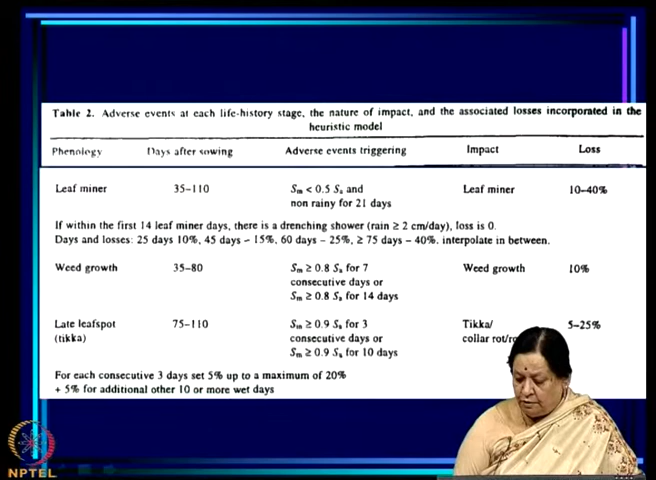 Table 2. Adverse events at each life-history stage, the nature of impact, and the associated losses incorporated in the
heuristic model
Phenology Days after sowing Adverse events triggering Impact Loss
Leaf miner 35–110 Sm < 0.5 Sa and Leaf miner 10–40%
non rainy for 21 days
If within the first 14 leaf miner days, there is a drenching shower (rain ≥ 2 cm/day), loss is 0.
Days and losses: 25 days 10%, 45 days – 15%, 60 days – 25%, ≥ 75 days – 40%. interpolate in between.
Weed growth 35–80 Sm ≥ 0.8 Sa for 7 Weed growth 10%
consecutive days or
Sm ≥ 0.8 Sa for 14 days
Late leafspot 75–110 Sm ≥ 0.9 Sa for 3 Tikka/ 5–25%
(tikka) consecutive days or collar rot/
Sm ≥ 0.9 Sa for 10 days
For each consecutive 3 days set 5% up to a maximum of 20%
+ 5% for additional other 10 or more wet days
NPTEL